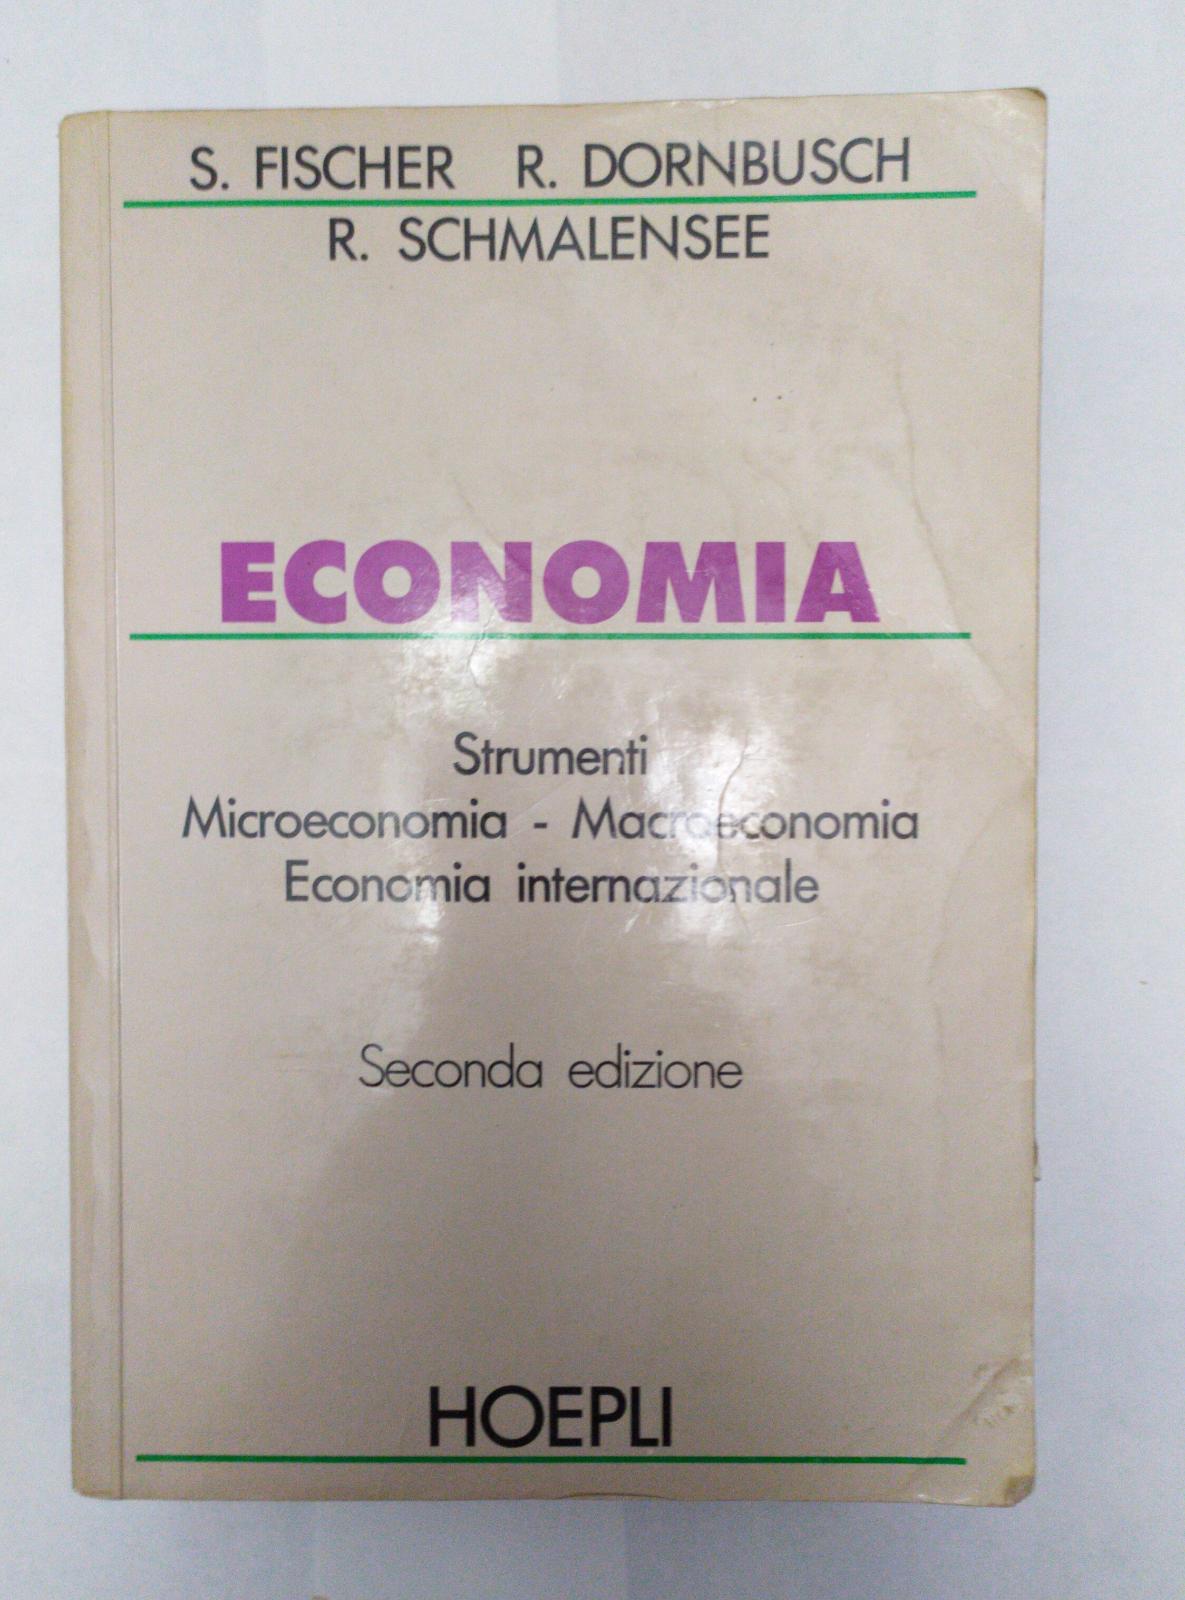 S. FISCHER R. DORNBUSCH
R. SCHMALENSEE
ECONOMIA
Strumenti
Microeconomia - Macroeconomia
Economia internazionale
Seconda edizione
HOEPLI